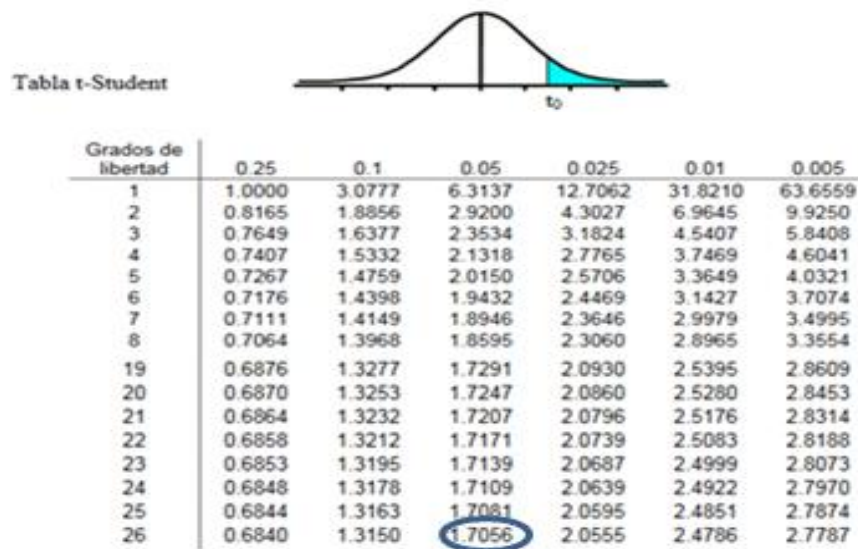 Tabla t-Student
t0
Grados de
libertad 0.25 0.1 0.05 0.025 0.01 0.005
1 1.0000 3.0777 6.3137 12.7062 31.8210 63.6559
2 0.8165 1.8856 2.9200 4.3027 6.9645 9.9250
3 0.7649 1.6377 2.3534 3.1824 4.5407 5.8408
4 0.7407 1.5332 2.1318 2.7765 3.7469 4.6041
5 0.7267 1.4759 2.0150 2.5706 3.3649 4.0321
6 0.7176 1.4398 1.9432 2.4469 3.1427 3.7074
7 0.7111 1.4149 1.8946 2.3646 2.9979 3.4995
8 0.7064 1.3968 1.8595 2.3060 2.8965 3.3554
19 0.6876 1.3277 1.7291 2.0930 2.5395 2.8609
20 0.6870 1.3253 1.7247 2.0860 2.5280 2.8453
21 0.6864 1.3232 1.7207 2.0796 2.5176 2.8314
22 0.6858 1.3212 1.7171 2.0739 2.5083 2.8188
23 0.6853 1.3195 1.7139 2.0687 2.4999 2.8073
24 0.6848 1.3178 1.7109 2.0639 2.4922 2.7970
25 0.6844 1.3163 1.7081 2.0595 2.4851 2.7874
26 0.6840 1.3150 1.7056 2.0555 2.4786 2.7787